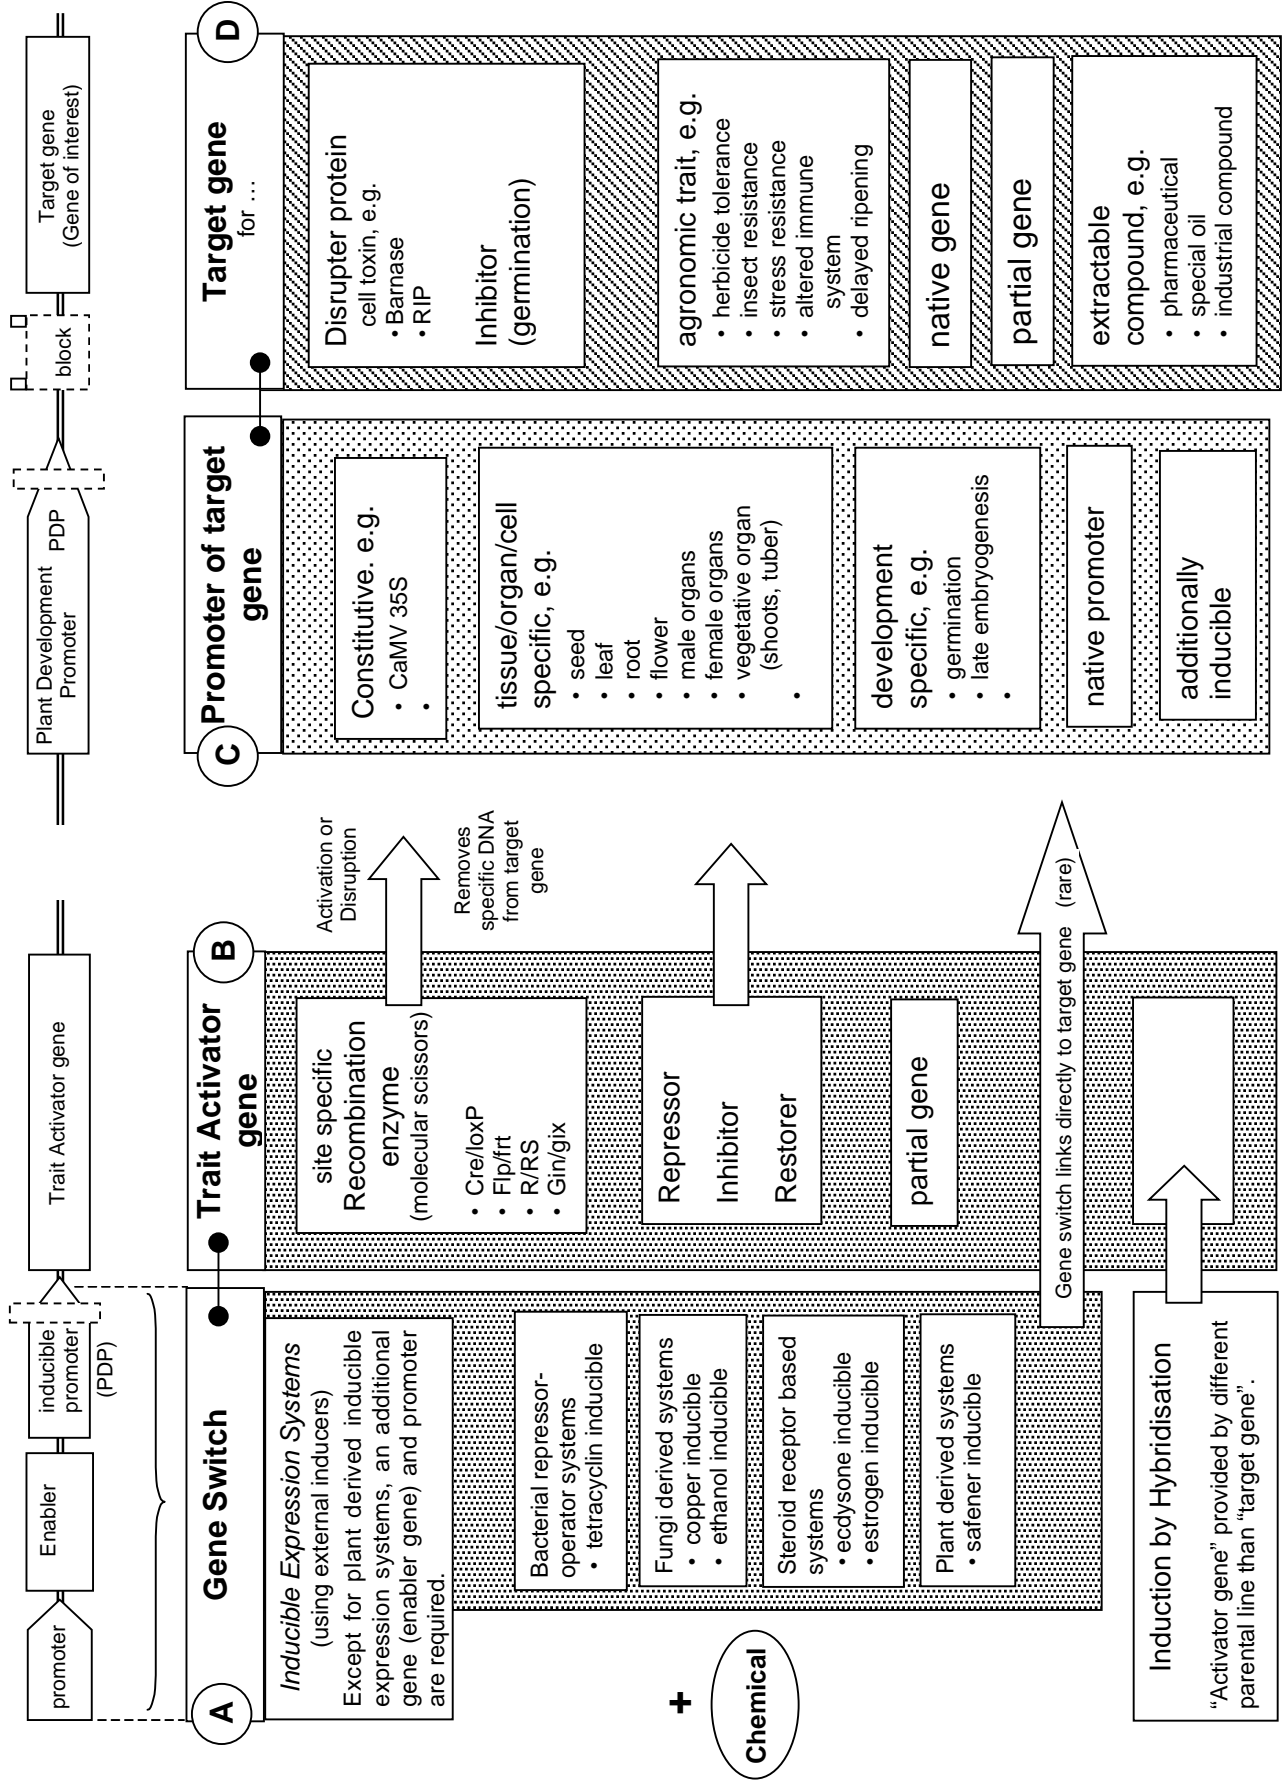 promoter
Enabler
inducible
promoter
(PDP)
Trait Activator gene
Plant Development
Promoter
PDP
block
Target gene
(Gene of interest)
A
Gene Switch
Inducible Expression Systems
(using external inducers)
Except for plant derived inducible
expression systems, an additional
gene (enabler gene) and promoter
are required.
Bacterial repressor-
operator systems
• tetracyclin inducible
Fungi derived systems
• copper inducible
• ethanol inducible
Steroid receptor based
systems
• ecdysone inducible
• estrogen inducible
Plant derived systems
• safener inducible
+
Chemical
Induction by Hybridisation
“Activator gene” provided by different
parental line than “target gene”.
B
Trait Activator
gene
site specific
Recombination
enzyme
(molecular scissors)
• Cre/loxP
• Flp/frt
• R/RS
• Gin/gix
Repressor
Inhibitor
Restorer
partial gene
Gene switch links directly to target gene (rare)
Activation or
Disruption
Removes
specific DNA
from target
gene
C
Promoter of target
gene
Constitutive. e.g.
• CaMV 35S
•
tissue/organ/cell
specific, e.g.
• seed
• leaf
• root
• flower
• male organs
• female organs
• vegetative organ
(shoots, tuber)
•
development
specific, e.g.
• germination
• late embryogenesis
•
native promoter
additionally
inducible
D
Target gene
for ...
Disrupter protein
cell toxin, e.g.
• Barnase
• RIP
Inhibitor
(germination)
agronomic trait, e.g.
• herbicide tolerance
• insect resistance
• stress resistance
• altered immune
system
• delayed ripening
native gene
partial gene
extractable
compound, e.g.
• pharmaceutical
• special oil
• industrial compound